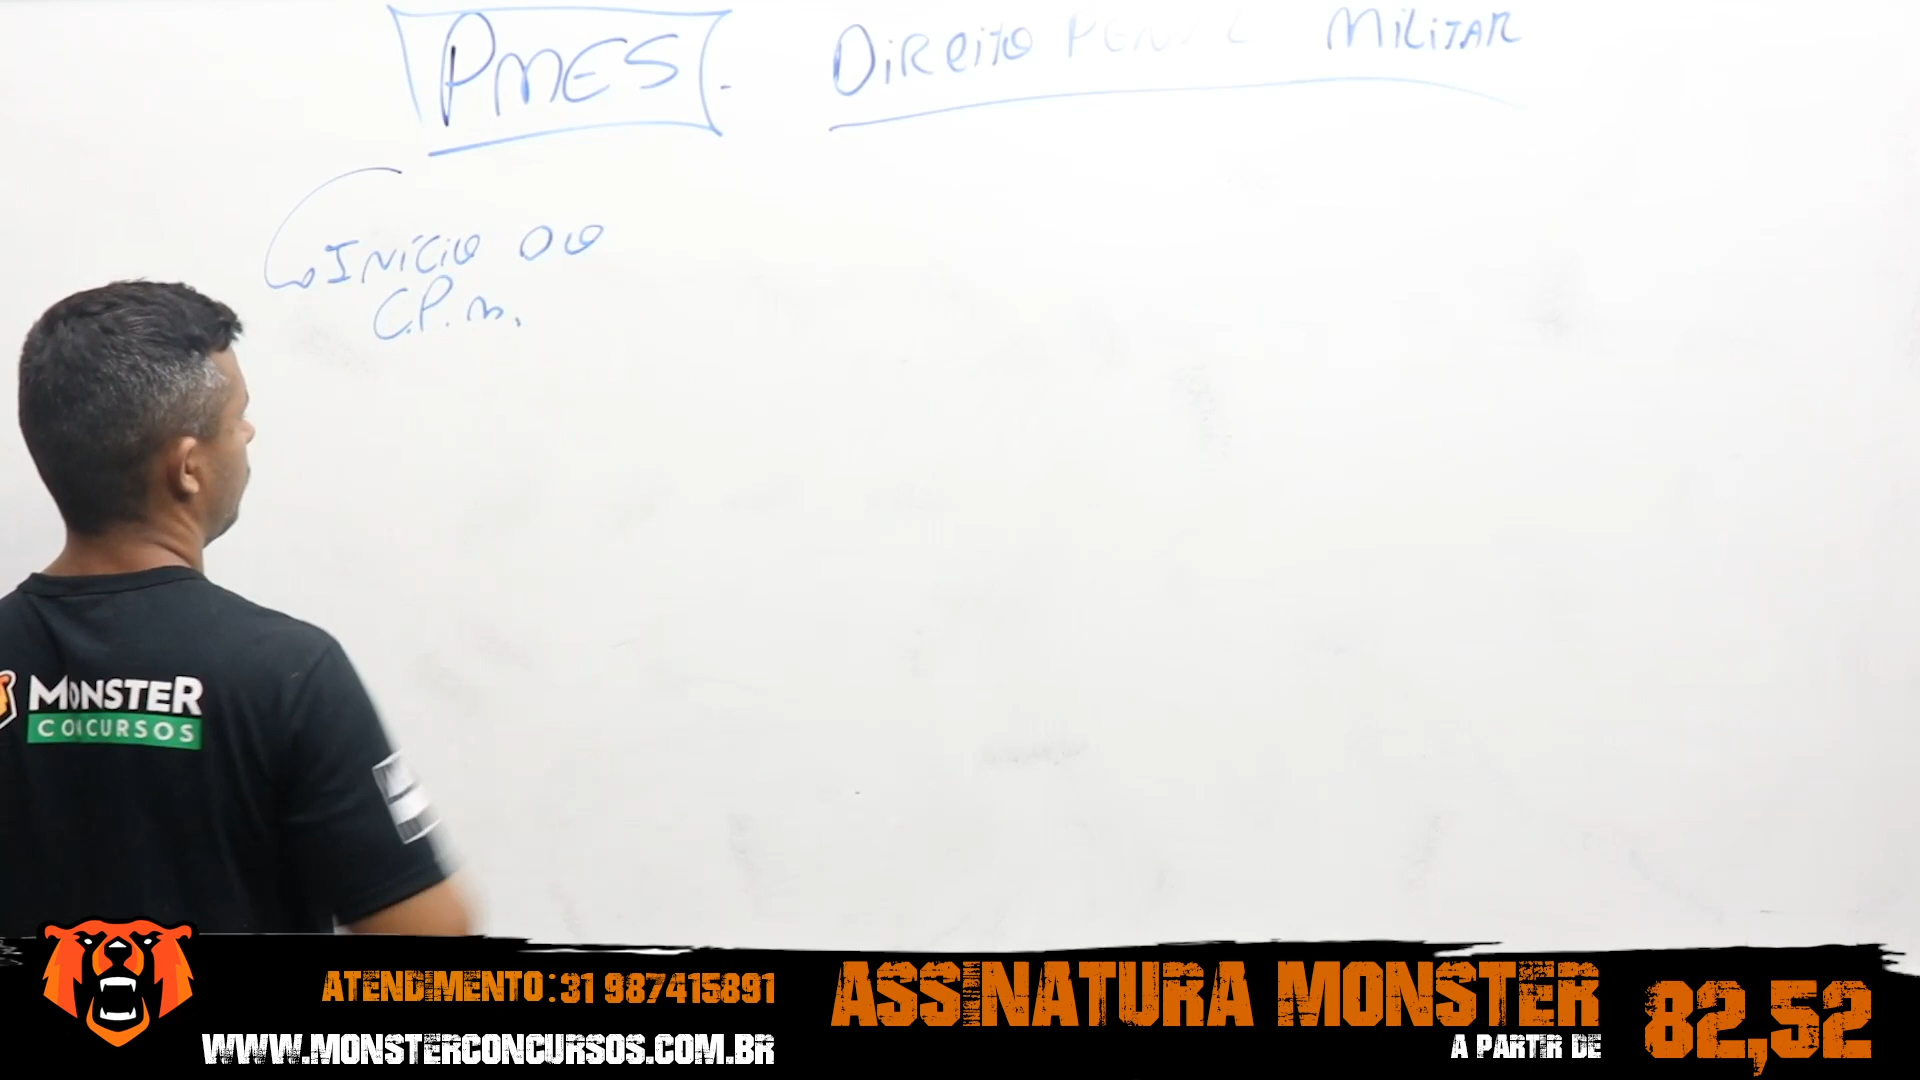 PMES. Direito PENAL MiLiTAR
INÍCiO DO
C.P.M.
MONSTER
CONCURSOS
ATENDIMENTO: 31 987415891
WWW.MONSTERCONCURSOS.COM.BR
ASSINATURA MONSTER
A PARTIR DE
82,52